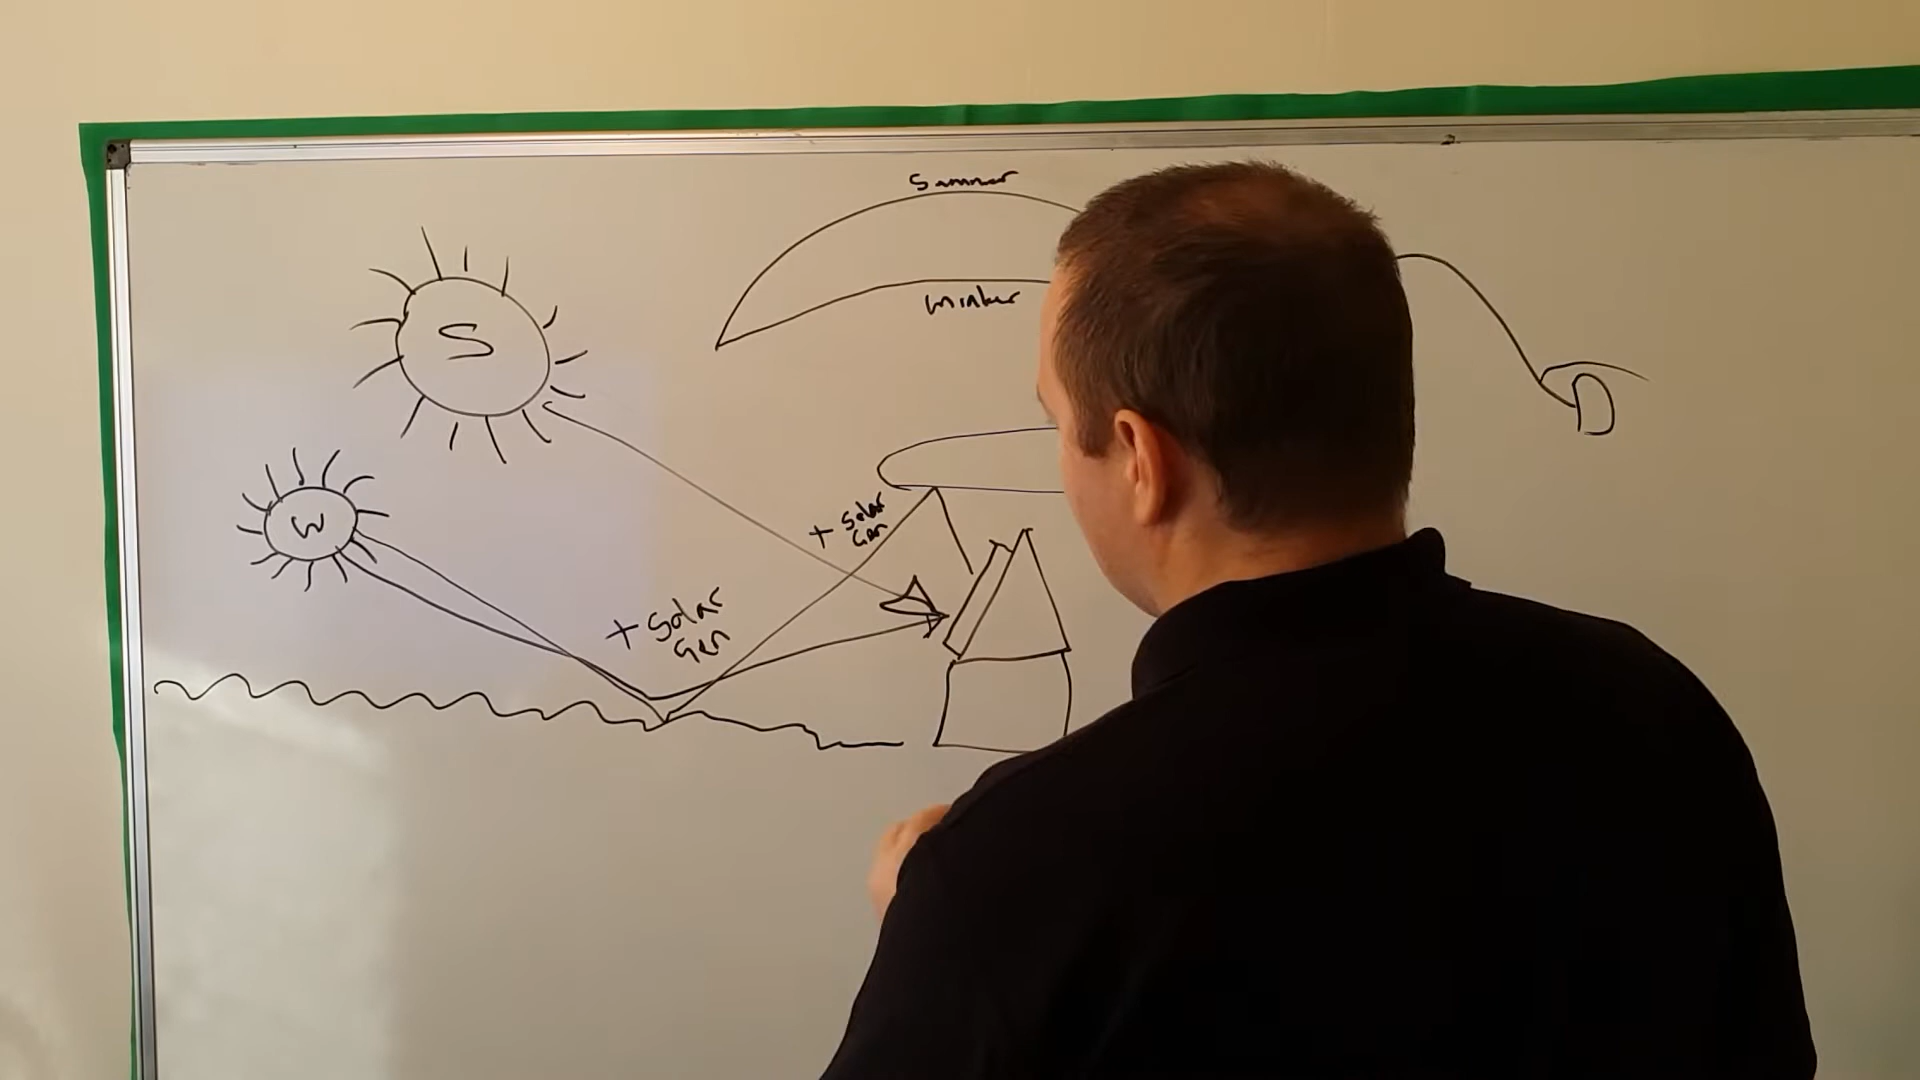 Summer
Winter
S
W
+ Solar
Gen
+ Solar
Gen
D